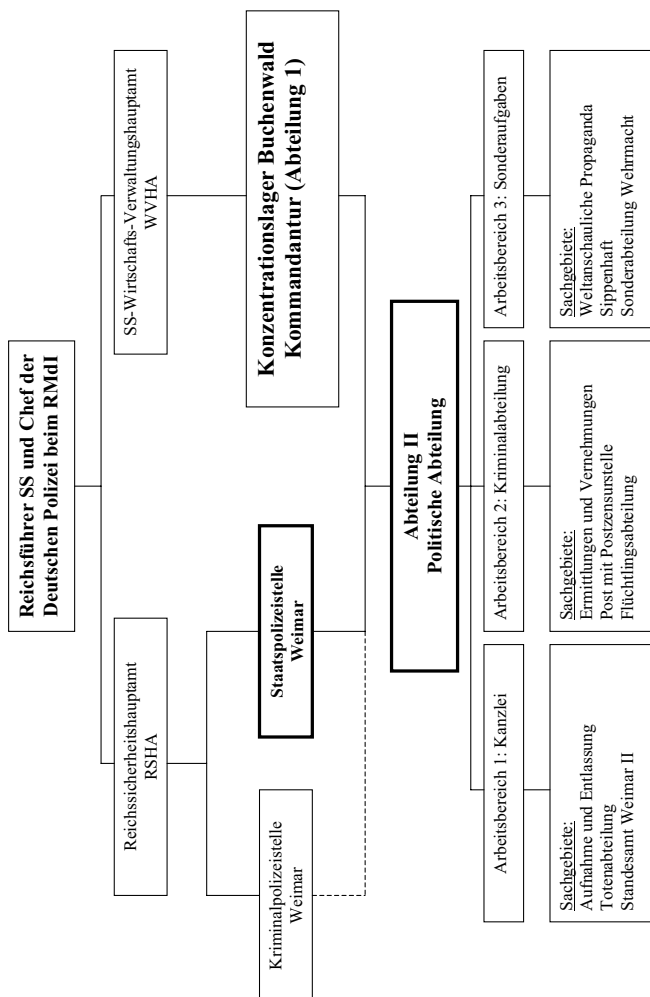 Reichsführer SS und Chef der
Deutschen Polizei beim RMdI
Reichssicherheitshauptamt
RSHA
SS-Wirtschafts-Verwaltungshauptamt
WVHA
Kriminalpolizeistelle
Weimar
Staatspolizeistelle
Weimar
Konzentrationslager Buchenwald
Kommandantur (Abteilung 1)
Abteilung II
Politische Abteilung
Arbeitsbereich 1: Kanzlei
Arbeitsbereich 2: Kriminalabteilung
Arbeitsbereich 3: Sonderaufgaben
Sachgebiete:
Aufnahme und Entlassung
Totenabteilung
Standesamt Weimar II
Sachgebiete:
Ermittlungen und Vernehmungen
Post mit Postzensurstelle
Flüchtlingsabteilung
Sachgebiete:
Weltanschauliche Propaganda
Sippenhaft
Sonderabteilung Wehrmacht